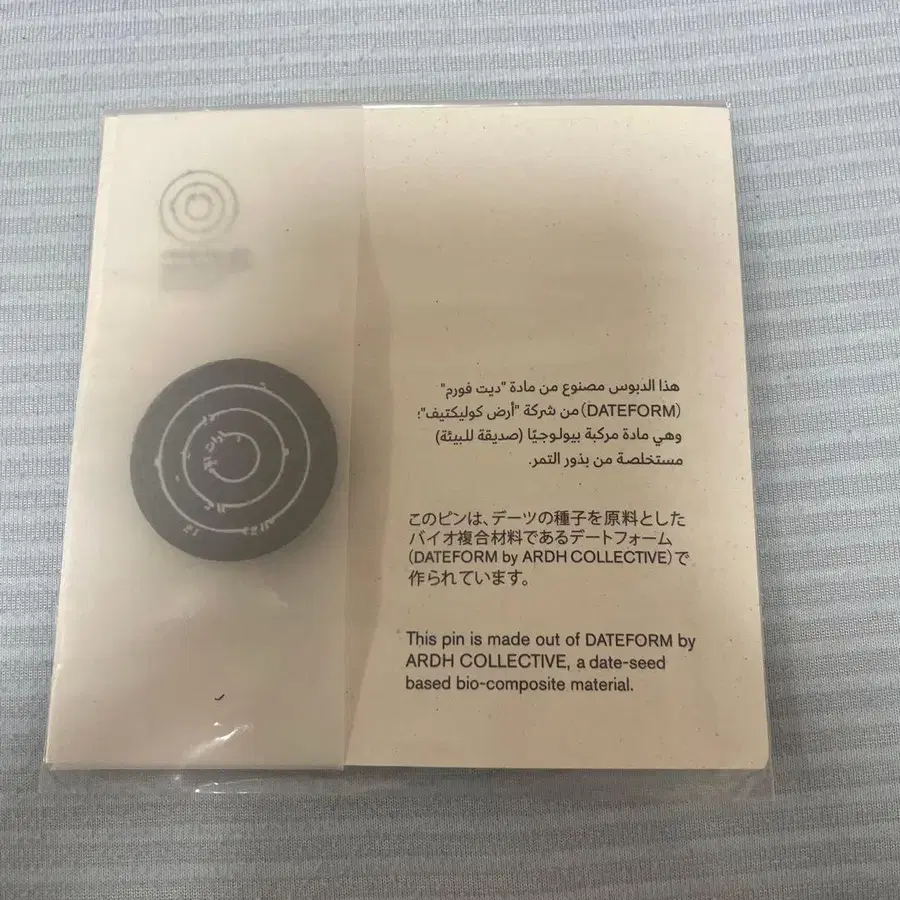 هذا الدبوس مصنوع من مادة "ديت فورم"
(DATEFORM) من شركة "أرض كوليكتيف"؛
وهي مادة مركبة بيولوجيًا (صديقة للبيئة)
مستخلصة من بذور التمر.
このピンは、デーツの種子を原料とした
バイオ複合材料であるデートフォーム
(DATEFORM by ARDH COLLECTIVE)で
作られています。
This pin is made out of DATEFORM by
ARDH COLLECTIVE, a date-seed
based bio-composite material.